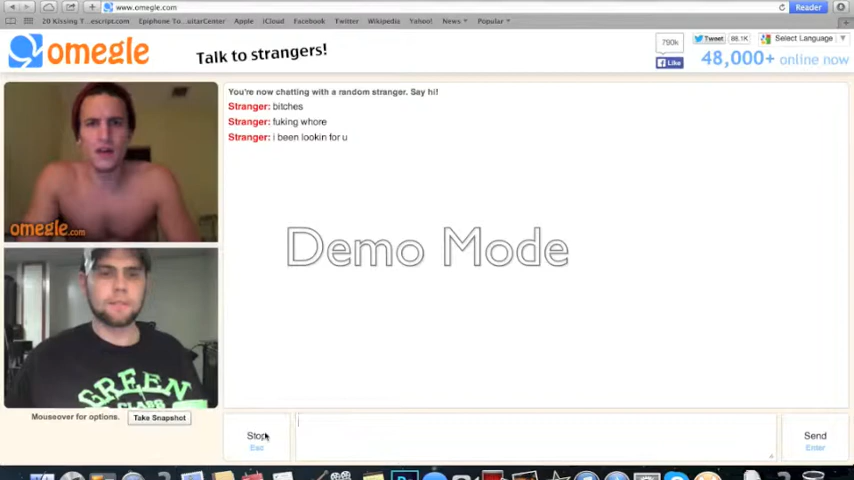 www.omegle.com
Reader
20 Kissing T...escript.com
Epiphone To...uitarCenter
Apple
iCloud
Facebook
Twitter
Wikipedia
Yahoo!
News
Popular
omegle
Talk to strangers!
790k
Like
Tweet
Select Language
48,000+ online now
You're now chatting with a random stranger. Say hi!
Stranger: bitches
Stranger: fuking whore
Stranger: i been lookin for u
omegle.com
Demo Mode
GREEN
Mouseover for options.
Take Snapshot
Stop
Esc
Send
Enter